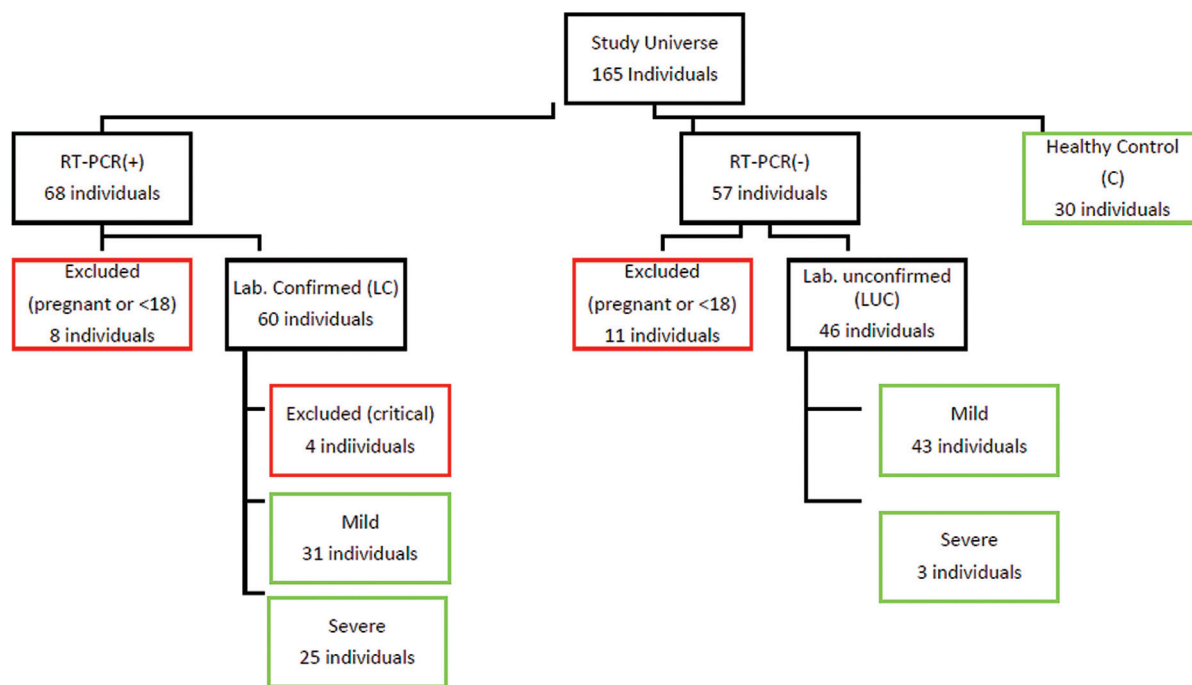 Study Universe
165 Individuals
RT-PCR(+)
68 individuals
RT-PCR(-)
57 individuals
Healthy Control
(C)
30 individuals
Excluded
(pregnant or <18)
8 individuals
Lab. Confirmed (LC)
60 individuals
Excluded
(pregnant or <18)
11 individuals
Lab. unconfirmed
(LUC)
46 individuals
Excluded (critical)
4 indiividuals
Mild
31 individuals
Severe
25 individuals
Mild
43 individuals
Severe
3 individuals